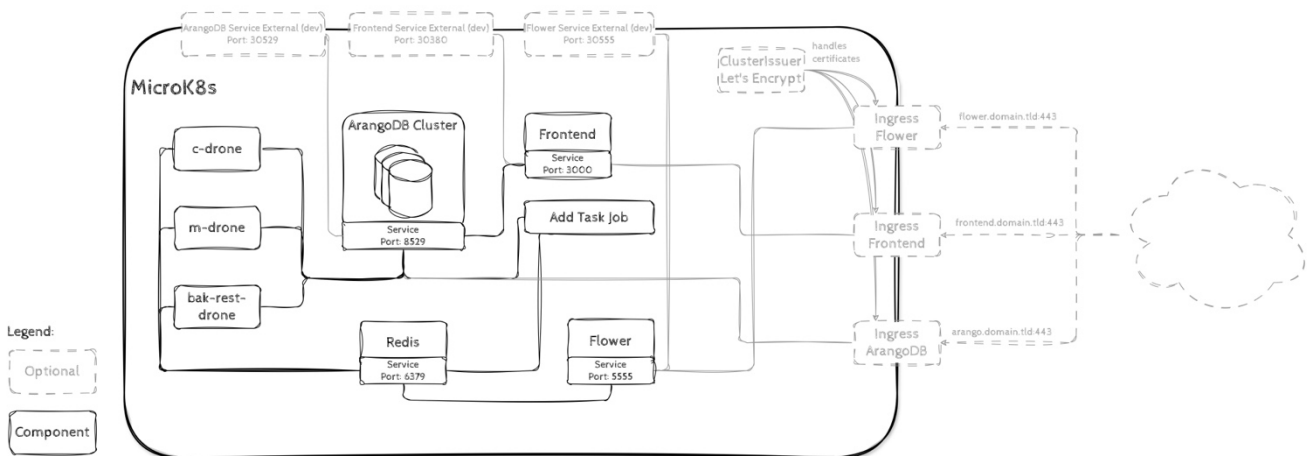 ArangoDB Service External (dev)
Port: 30529
Frontend Service External (dev)
Port: 30380
Flower Service External (dev)
Port: 30555
handles
certificates
ClusterIssuer
Let's Encrypt
MicroK8s
Ingress
Flower
flower.domain.tld:443
ArangoDB Cluster
Frontend
c-drone
Service
Port: 3000
Add Task Job
m-drone
Service
Port: 8529
Ingress
Frontend
frontend.domain.tld:443
bak-rest-
drone
Legend:
Redis
Flower
Ingress
ArangoDB
arango.domain.tld:443
Optional
Service
Port: 6379
Service
Port: 5555
Component